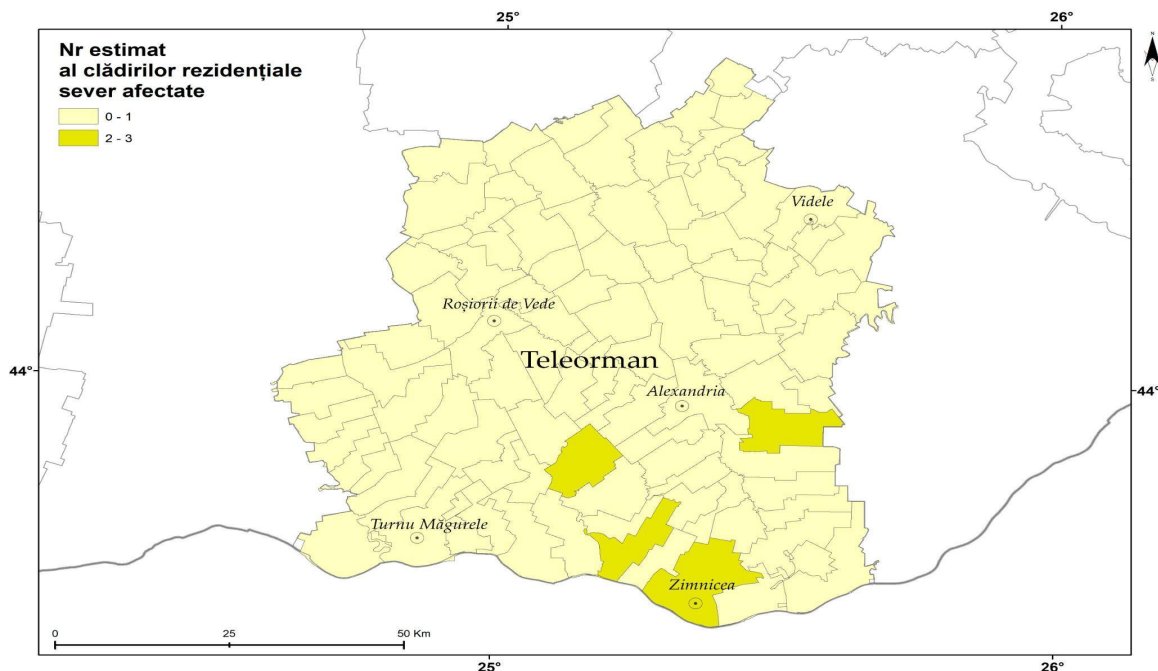 25°
26°
N
S
Nr estimat
al clădirilor rezidențiale
sever afectate
0 - 1
2 - 3
Videle
Roșiorii de Vede
Teleorman
44°
44°
Alexandria
Turnu Măgurele
Zimnicea
0
25
50 Km
25°
26°